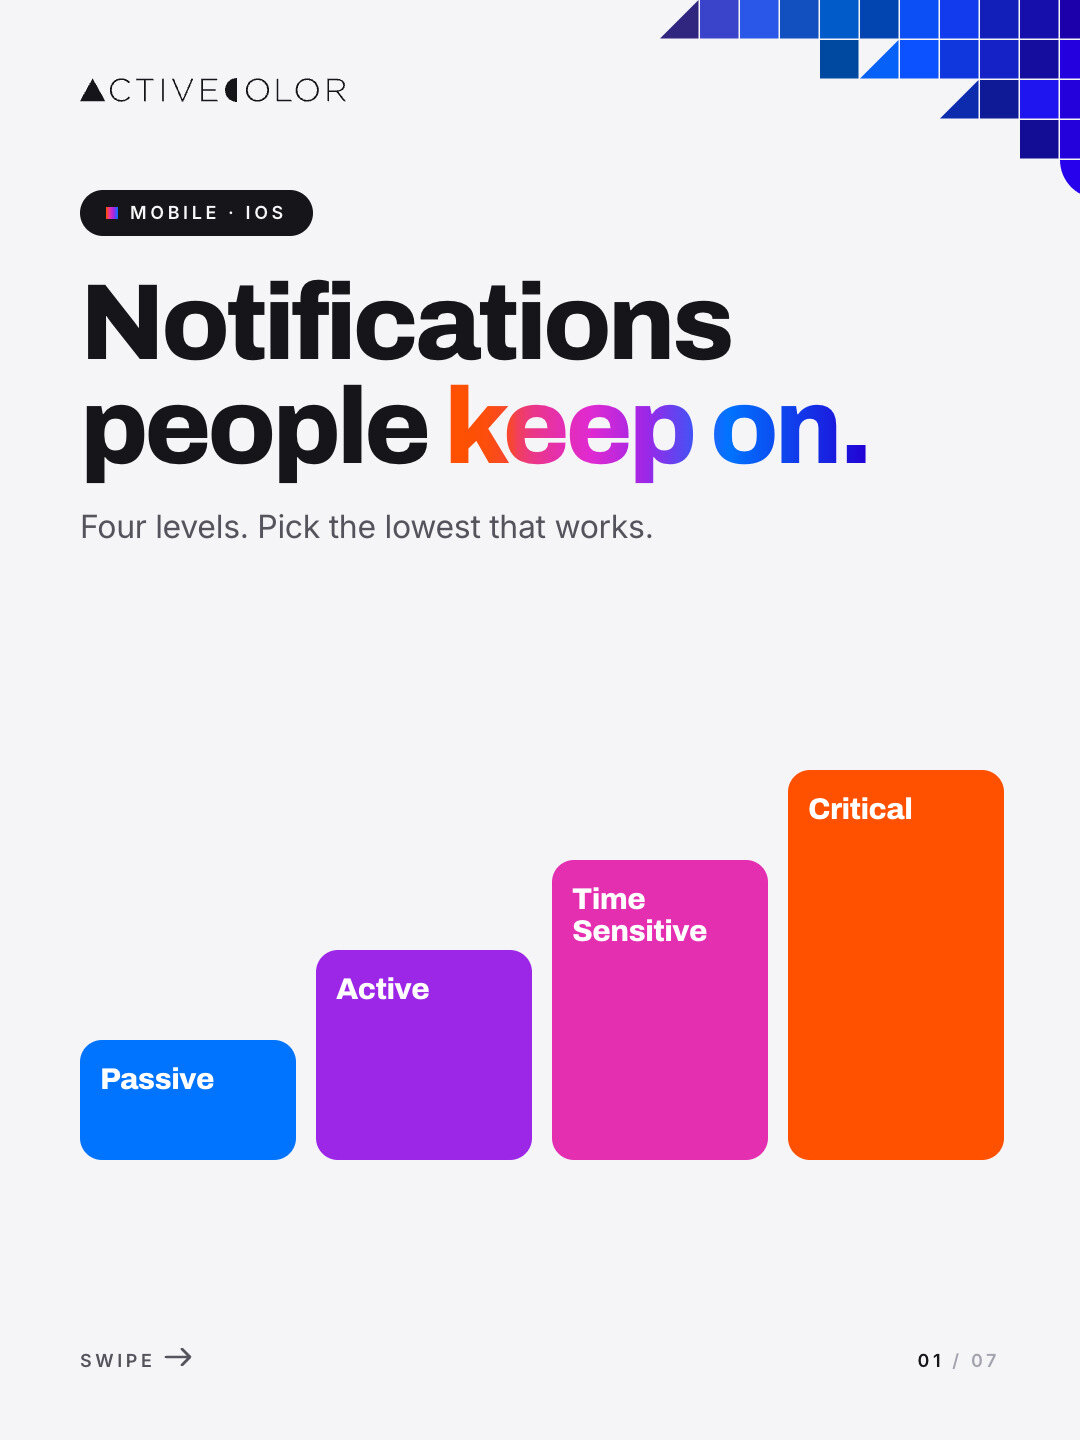 ACTIVECOLOR
MOBILE · IOS
Notifications
people keep on.
Four levels. Pick the lowest that works.
Critical
Time
Sensitive
Active
Passive
SWIPE →
01 / 07